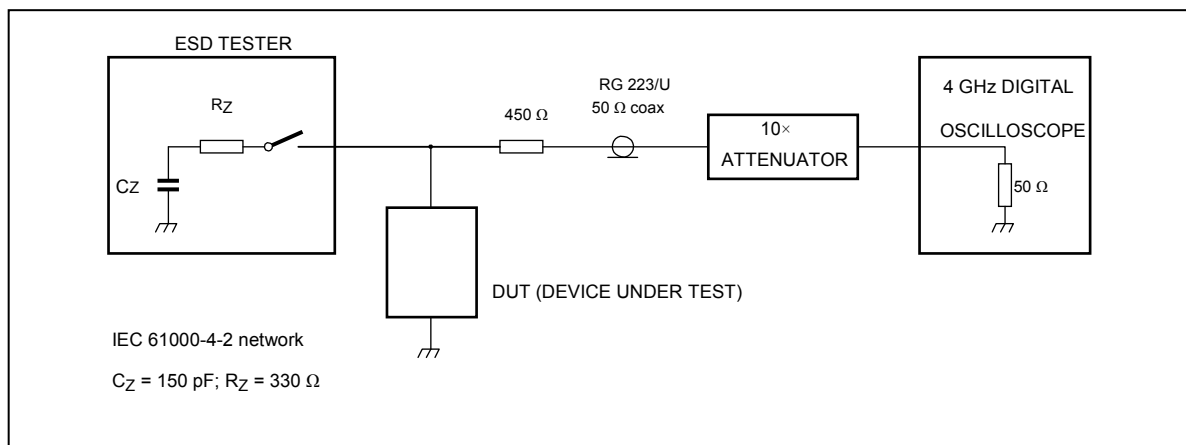 ESD TESTER
RZ
CZ
450 Ω
RG 223/U
50 Ω coax
10×
ATTENUATOR
4 GHz DIGITAL
OSCILLOSCOPE
50 Ω
DUT (DEVICE UNDER TEST)
IEC 61000-4-2 network
CZ = 150 pF; RZ = 330 Ω